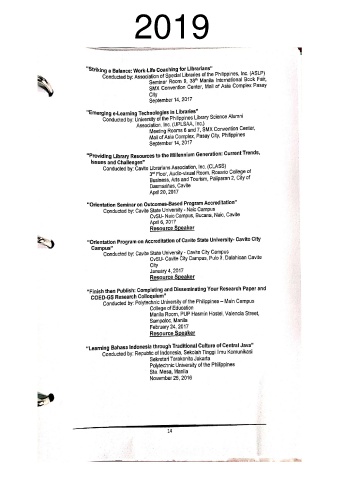 2019
"Striking a Balance: Work-Life Coaching for Librarians"
Conducted by: Association of Special Libraries of the Philippines, Inc. (ASLP)
Seminar Room 9, 38th Manila International Book Fair,
SMX Convention Center, Mall of Asia Complex Pasay
City
September 14, 2017
"Emerging e-Learning Technologies in Libraries"
Conducted by: University of the Philippines Library Science Alumni
Association, Inc. (UPLSAA, Inc.)
Meeting Rooms 6 and 7, SMX Convention Center,
Mall of Asia Complex, Pasay City, Philippines
September 14, 2017
"Providing Library Resources to the Millennium Generation: Current Trends,
Issues and Challenges"
Conducted by: Cavite Librarians Association, Inc. (CLASS)
3rd Floor, Audio-visual Room, Rosario College of
Business, Arts and Tourism, Paliparan 2, City of
Dasmariñas, Cavite
April 20, 2017
"Orientation Seminar on Outcomes-Based Program Accreditation"
Conducted by: Cavite State University - Naic Campus
CvSU- Naic Campus, Bucana, Naic, Cavite
April 6, 2017
Resource Speaker
"Orientation Program on Accreditation of Cavite State University- Cavite City
Campus"
Conducted by: Cavite State University - Cavite City Campus
CvSU- Cavite City Campus, Pulo II, Dalahican Cavite
City
January 4, 2017
Resource Speaker
"Finish than Publish: Completing and Disseminating Your Research Paper and
COED-GS Research Colloquium"
Conducted by: Polytechnic University of the Philippines – Main Campus
College of Education
Manila Room, PUP Hasmin Hostel, Valencia Street,
Sampaloc, Manila
February 24, 2017
Resource Speaker
"Learning Bahasa Indonesia through Traditional Culture of Central Java"
Conducted by: Republic of Indonesia, Sekolah Tinggi Ilmu Komunikasi
Sekretari Tarakanita Jakarta
Polytechnic University of the Philippines
Sta. Mesa, Manila
November 25, 2016
14